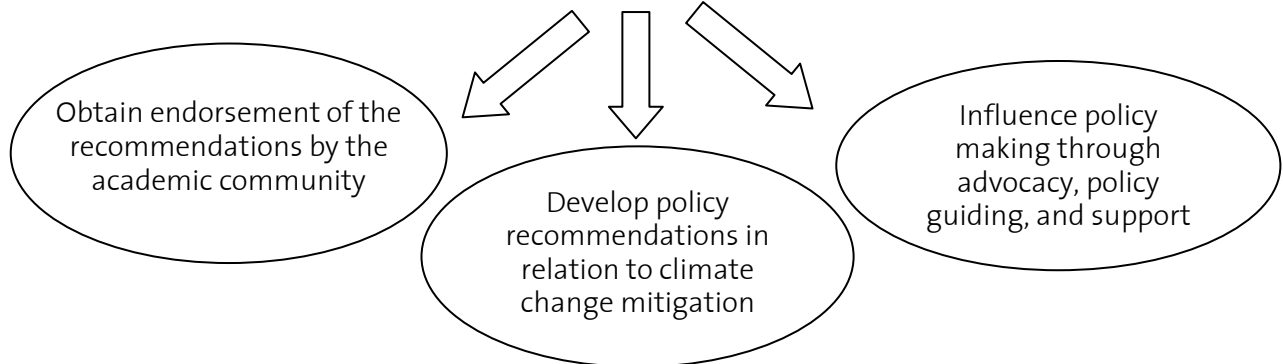 Obtain endorsement of the
recommendations by the
academic community
Develop policy
recommendations in
relation to climate
change mitigation
Influence policy
making through
advocacy, policy
guiding, and support